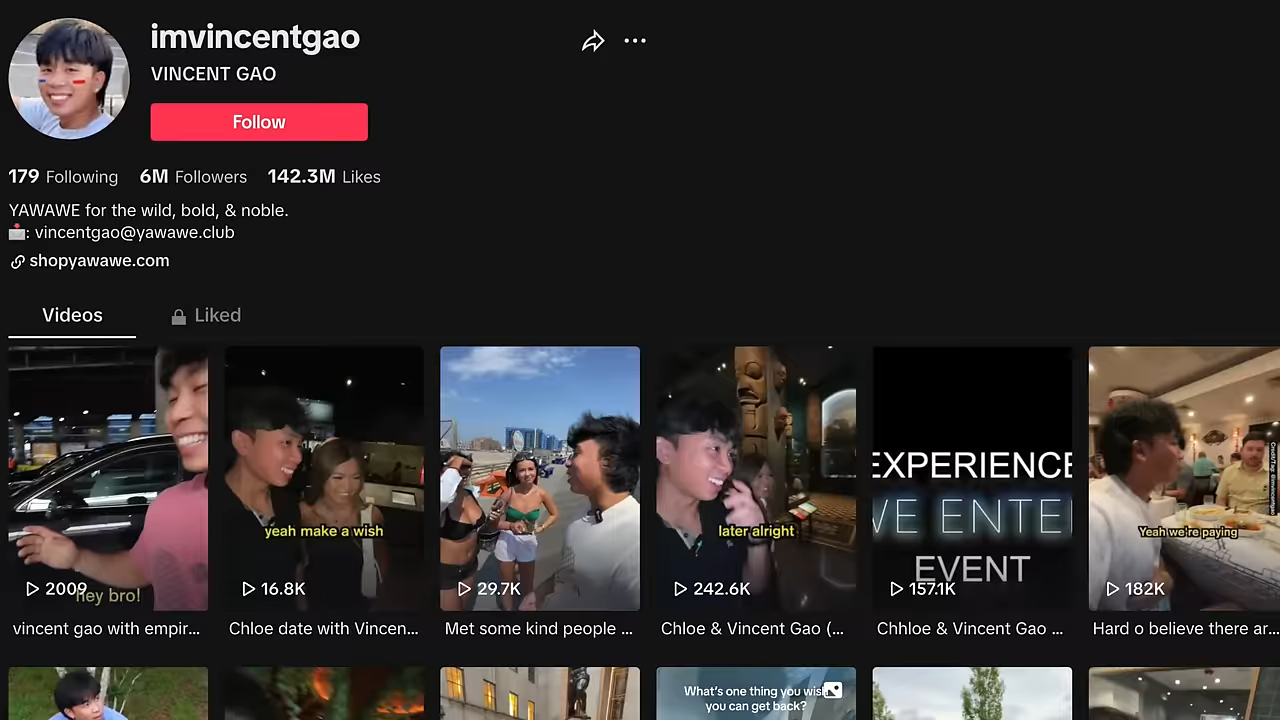 imvincentgao
VINCENT GAO
Follow
179 Following 6M Followers 142.3M Likes
YAWAWE for the wild, bold, & noble.
: vincentgao@yawawe.club
shopyawawe.com
Videos
Liked
hey bro!
2009
vincent gao with empir...
yeah make a wish
16.8K
Chloe date with Vincen...
29.7K
Met some kind people ...
later alright
242.6K
Chloe & Vincent Gao (...
EXPERIENCE
WE ENTE
EVENT
157.1K
Chhloe & Vincent Gao ...
Yeah we're paying
182K
Hard o believe there ar...
What's one thing you wish
you can get back?